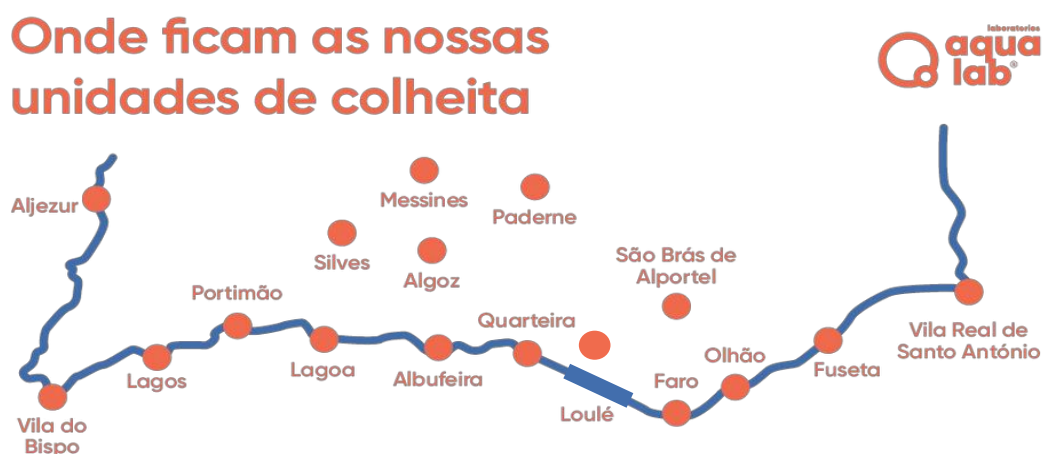 Onde ficam as nossas
unidades de colheita
laboratorios
aqua
lab®
Aljezur
Messines
Paderne
Silves
Algoz
São Brás de
Alportel
Portimão
Quarteira
Lagos
Lagoa
Albufeira
Loulé
Faro
Olhão
Fuseta
Vila Real de
Santo António
Vila do
Bispo